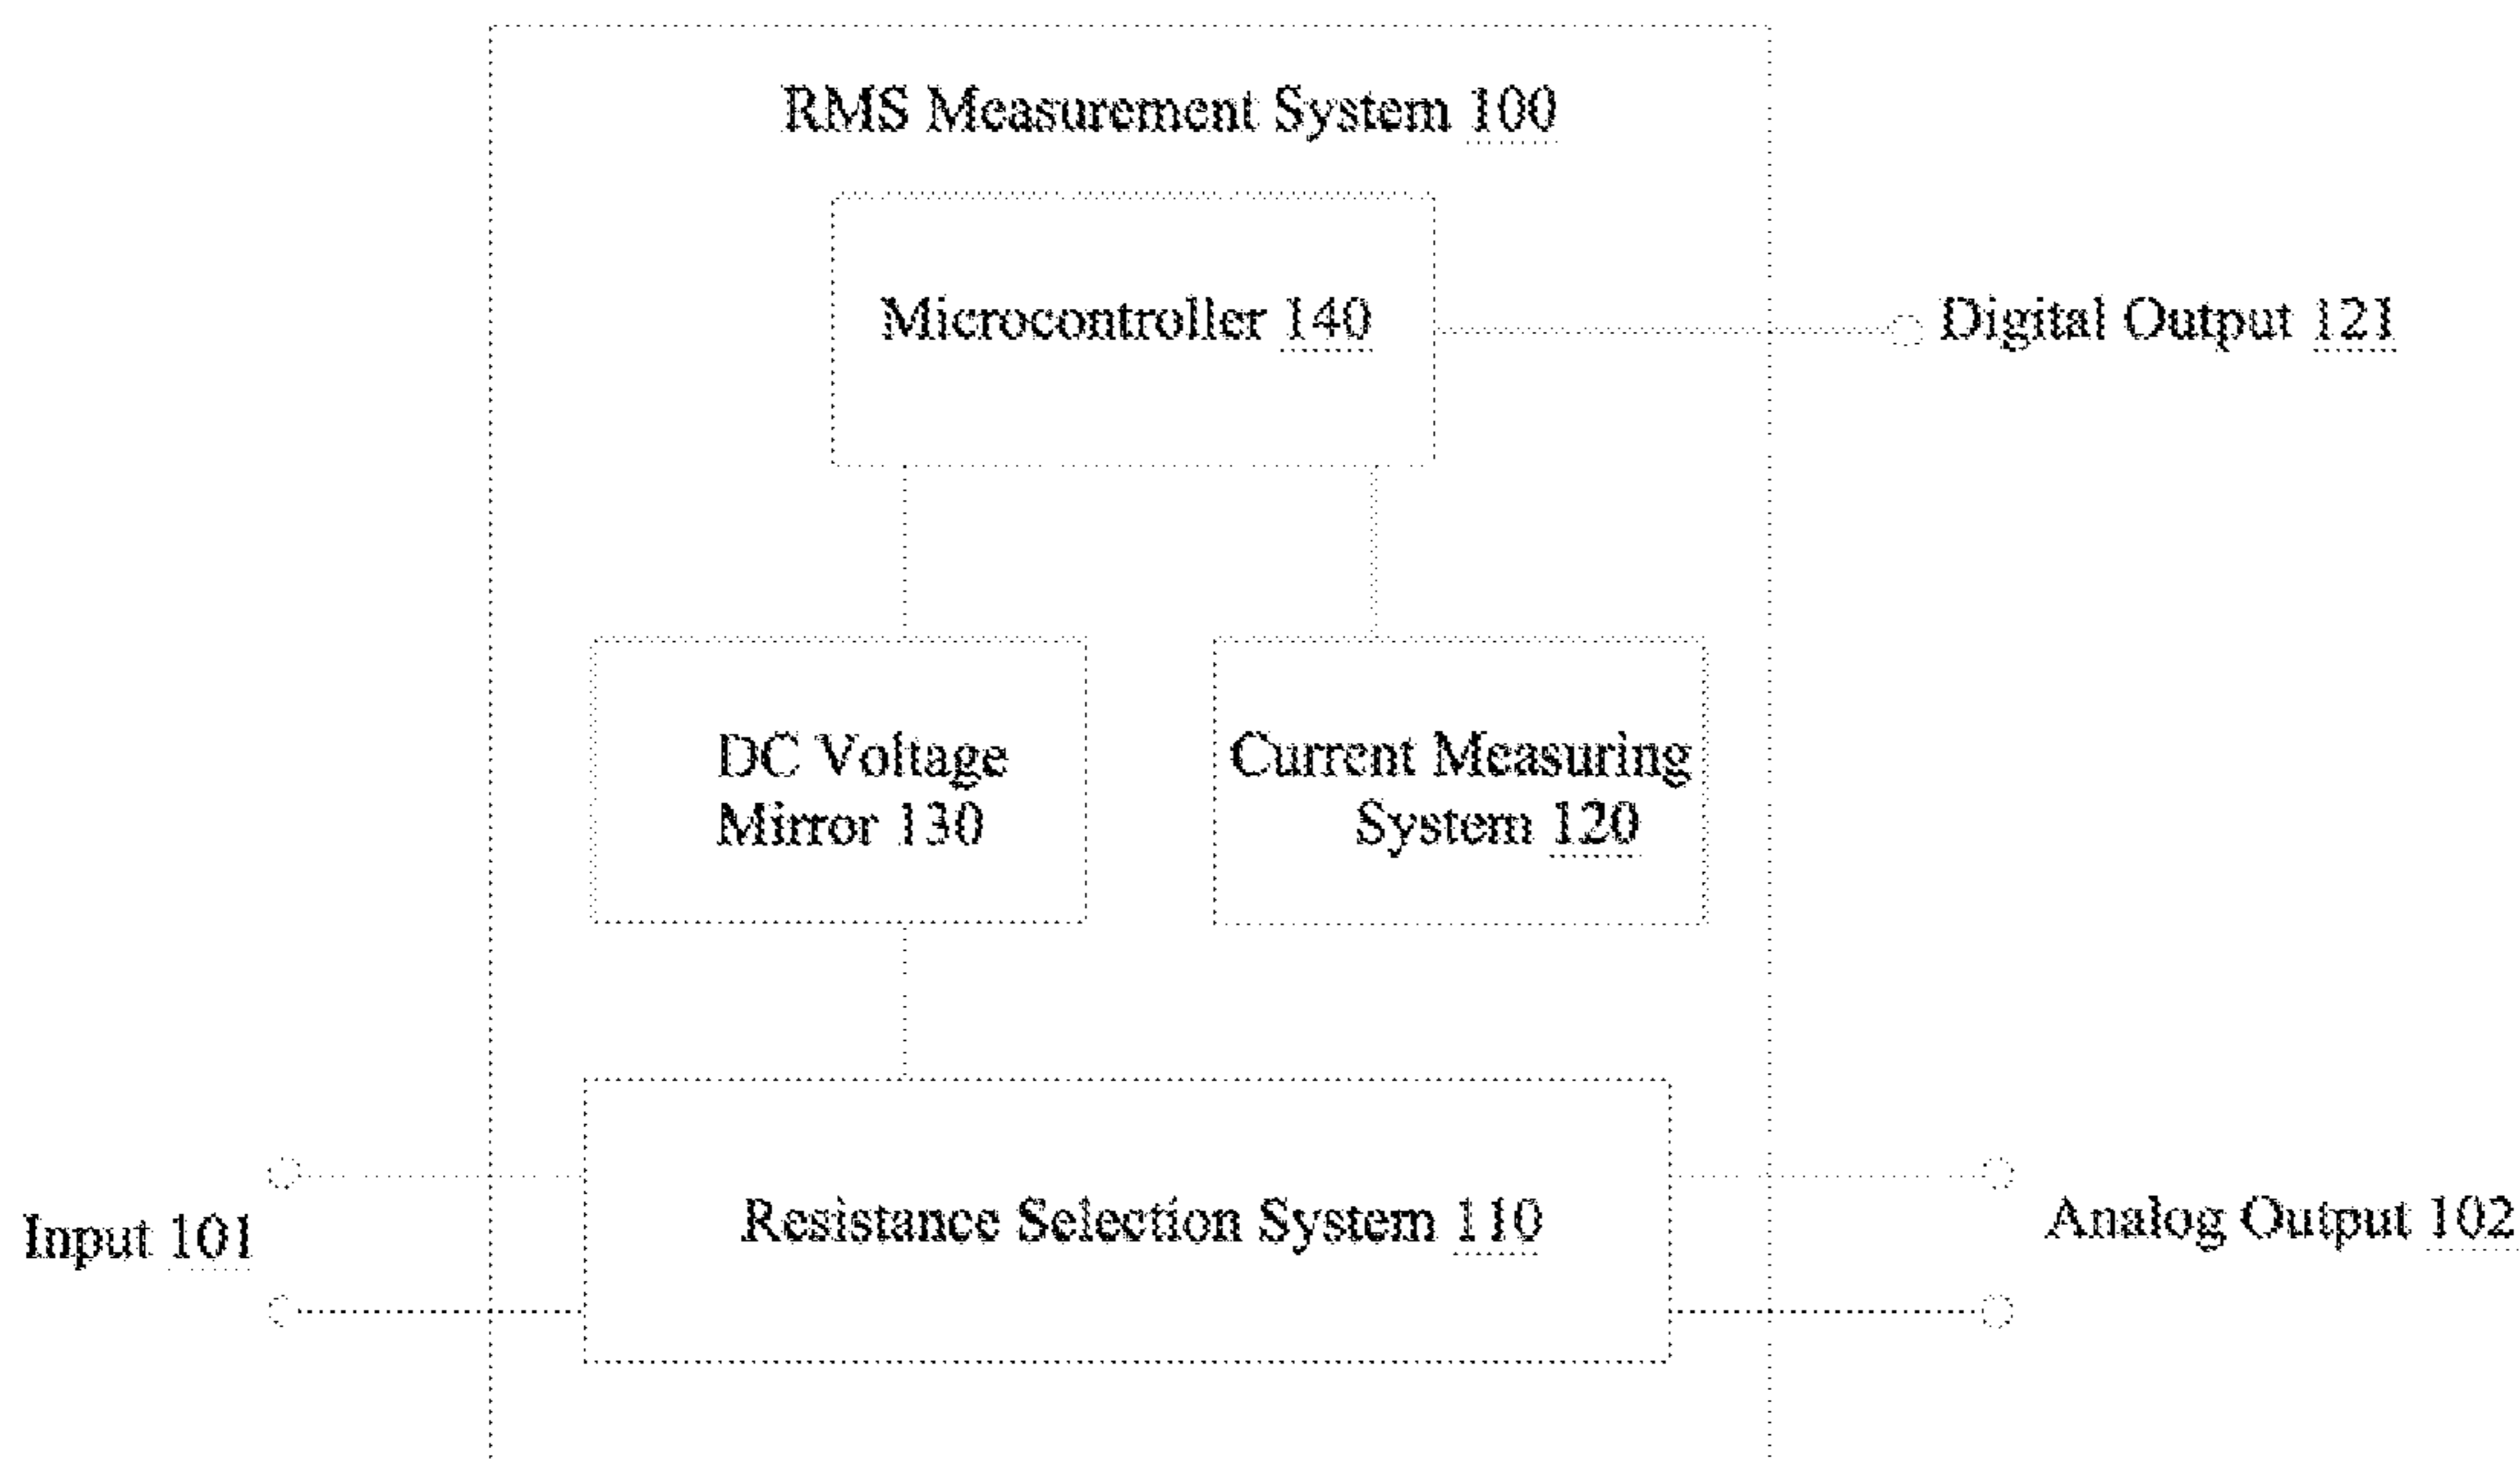 RMS Measurement System 100
Microcontroller 140
Digital Output 121
DC Voltage
Mirror 130
Current Measuring
System 120
Input 101
Resistance Selection System 110
Analog Output 102